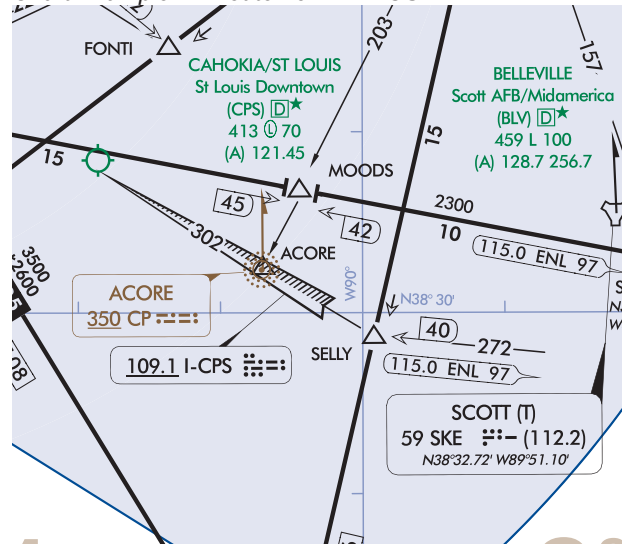 FONTI
203
157
CAHOKIA/ST LOUIS
St Louis Downtown
(CPS) D★
413 Ⓛ 70
(A) 121.45
BELLEVILLE
Scott AFB/Midamerica
(BLV) D★
459 L 100
(A) 128.7 256.7
15
15
MOODS
45
42
2300
10
302
ACORE
115.0 ENL 97
3500
*2600
ACORE
350 CP
W90°
N38° 30'
109.1 I-CPS
SELLY
40
272
115.0 ENL 97
SCOTT (T)
59 SKE (112.2)
N38°32.72' W89°51.10'